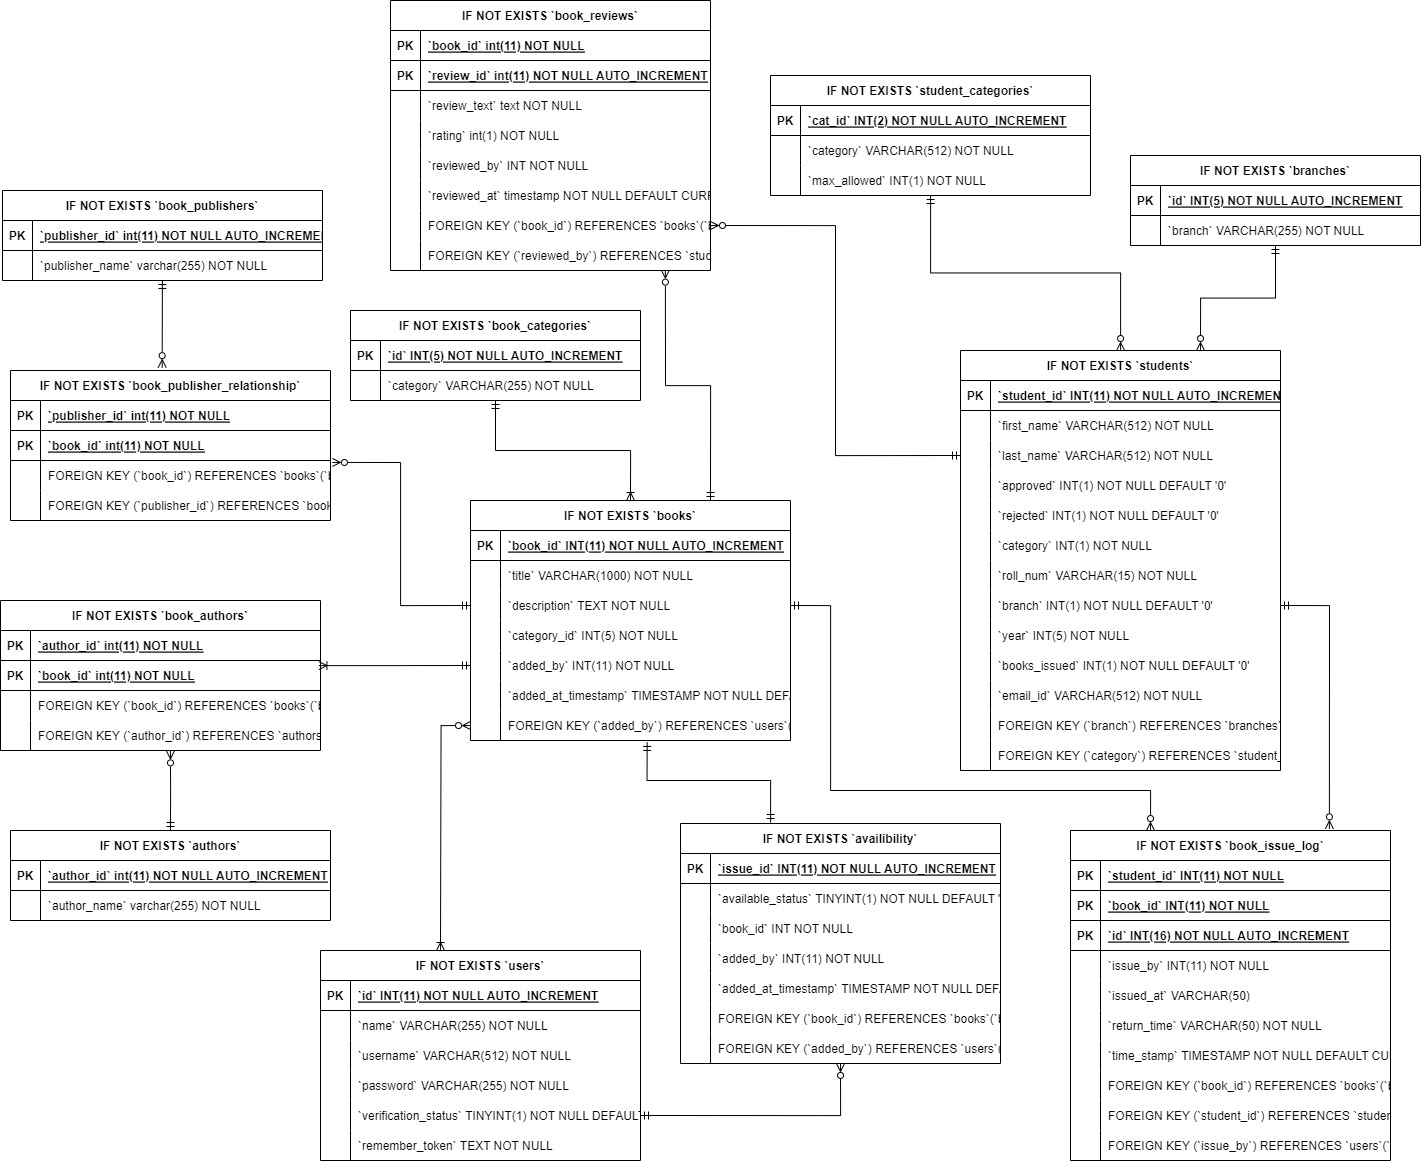 IF NOT EXISTS `book_reviews`
PK `book_id` int(11) NOT NULL
PK `review_id` int(11) NOT NULL AUTO_INCREMENT
`review_text` text NOT NULL
`rating` int(1) NOT NULL
`reviewed_by` INT NOT NULL
`reviewed_at` timestamp NOT NULL DEFAULT CURR
FOREIGN KEY (`book_id`) REFERENCES `books`(`
FOREIGN KEY (`reviewed_by`) REFERENCES `stud
IF NOT EXISTS `student_categories`
PK `cat_id` INT(2) NOT NULL AUTO_INCREMENT
`category` VARCHAR(512) NOT NULL
`max_allowed` INT(1) NOT NULL
IF NOT EXISTS `branches`
PK `id` INT(5) NOT NULL AUTO_INCREMENT
`branch` VARCHAR(255) NOT NULL
IF NOT EXISTS `book_publishers`
PK `publisher_id` int(11) NOT NULL AUTO_INCREME
`publisher_name` varchar(255) NOT NULL
IF NOT EXISTS `book_categories`
PK `id` INT(5) NOT NULL AUTO_INCREMENT
`category` VARCHAR(255) NOT NULL
IF NOT EXISTS `book_publisher_relationship`
PK `publisher_id` int(11) NOT NULL
PK `book_id` int(11) NOT NULL
FOREIGN KEY (`book_id`) REFERENCES `books`(`
FOREIGN KEY (`publisher_id`) REFERENCES `book
IF NOT EXISTS `students`
PK `student_id` INT(11) NOT NULL AUTO_INCREMEN
`first_name` VARCHAR(512) NOT NULL
`last_name` VARCHAR(512) NOT NULL
`approved` INT(1) NOT NULL DEFAULT '0'
`rejected` INT(1) NOT NULL DEFAULT '0'
`category` INT(1) NOT NULL
`roll_num` VARCHAR(15) NOT NULL
`branch` INT(1) NOT NULL DEFAULT '0'
`year` INT(5) NOT NULL
`books_issued` INT(1) NOT NULL DEFAULT '0'
`email_id` VARCHAR(512) NOT NULL
FOREIGN KEY (`branch`) REFERENCES `branches`
FOREIGN KEY (`category`) REFERENCES `student_
IF NOT EXISTS `books`
PK `book_id` INT(11) NOT NULL AUTO_INCREMENT
`title` VARCHAR(1000) NOT NULL
`description` TEXT NOT NULL
`category_id` INT(5) NOT NULL
`added_by` INT(11) NOT NULL
`added_at_timestamp` TIMESTAMP NOT NULL DEF
FOREIGN KEY (`added_by`) REFERENCES `users`(
IF NOT EXISTS `book_authors`
PK `author_id` int(11) NOT NULL
PK `book_id` int(11) NOT NULL
FOREIGN KEY (`book_id`) REFERENCES `books`(`
FOREIGN KEY (`author_id`) REFERENCES `authors
IF NOT EXISTS `authors`
PK `author_id` int(11) NOT NULL AUTO_INCREMENT
`author_name` varchar(255) NOT NULL
IF NOT EXISTS `availibility`
PK `issue_id` INT(11) NOT NULL AUTO_INCREMENT
`available_status` TINYINT(1) NOT NULL DEFAULT '
`book_id` INT NOT NULL
`added_by` INT(11) NOT NULL
`added_at_timestamp` TIMESTAMP NOT NULL DEF
FOREIGN KEY (`book_id`) REFERENCES `books`(`
FOREIGN KEY (`added_by`) REFERENCES `users`(
IF NOT EXISTS `book_issue_log`
PK `student_id` INT(11) NOT NULL
PK `book_id` INT(11) NOT NULL
PK `id` INT(16) NOT NULL AUTO_INCREMENT
`issue_by` INT(11) NOT NULL
`issued_at` VARCHAR(50)
`return_time` VARCHAR(50) NOT NULL
`time_stamp` TIMESTAMP NOT NULL DEFAULT CU
FOREIGN KEY (`book_id`) REFERENCES `books`(`
FOREIGN KEY (`student_id`) REFERENCES `studen
FOREIGN KEY (`issue_by`) REFERENCES `users`(`
IF NOT EXISTS `users`
PK `id` INT(11) NOT NULL AUTO_INCREMENT
`name` VARCHAR(255) NOT NULL
`username` VARCHAR(512) NOT NULL
`password` VARCHAR(255) NOT NULL
`verification_status` TINYINT(1) NOT NULL DEFAUL
`remember_token` TEXT NOT NULL